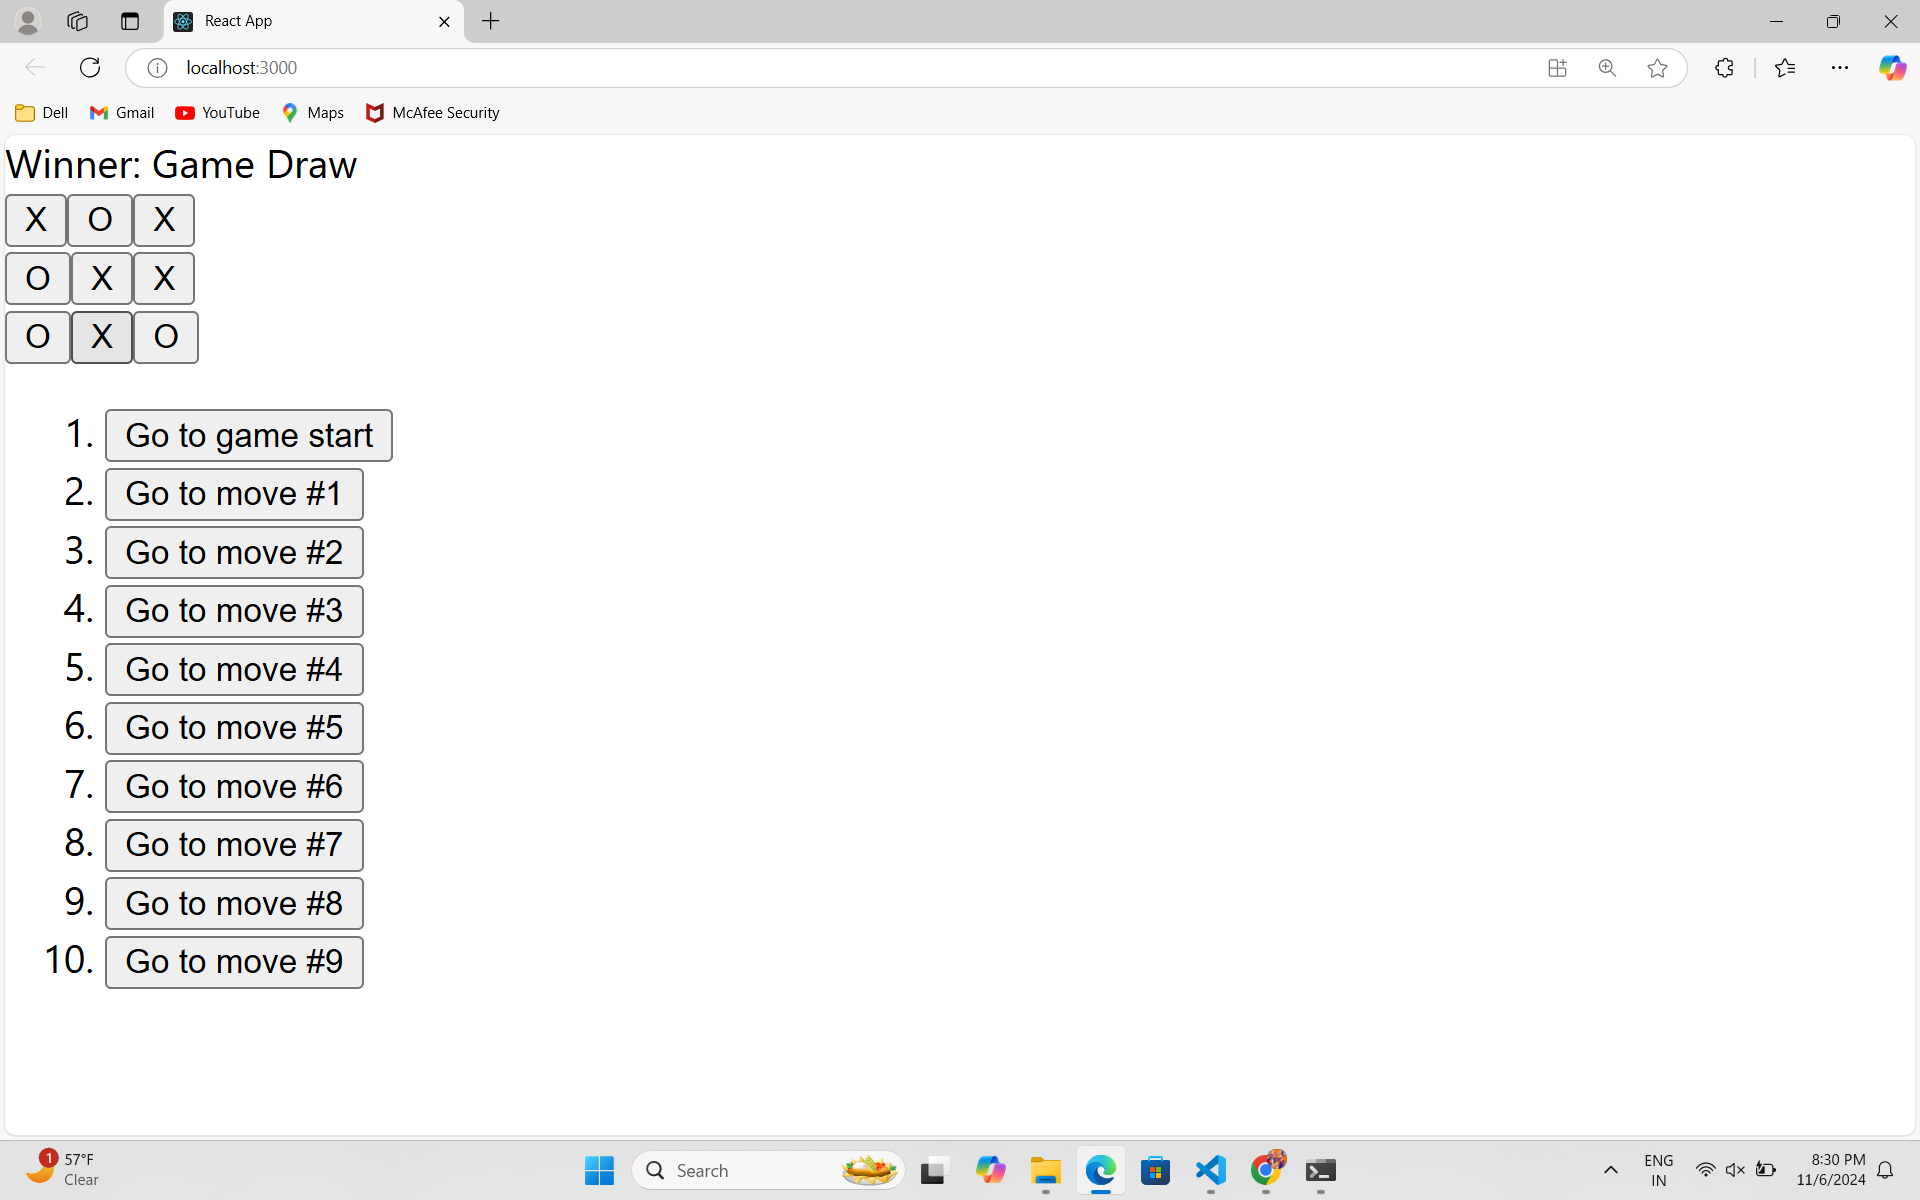 React App
localhost:3000
Dell Gmail YouTube Maps McAfee Security
Winner: Game Draw
X O X
O X X
O X O
1. Go to game start
2. Go to move #1
3. Go to move #2
4. Go to move #3
5. Go to move #4
6. Go to move #5
7. Go to move #6
8. Go to move #7
9. Go to move #8
10. Go to move #9
1 57°F
Clear
Search
ENG
IN
8:30 PM
11/6/2024